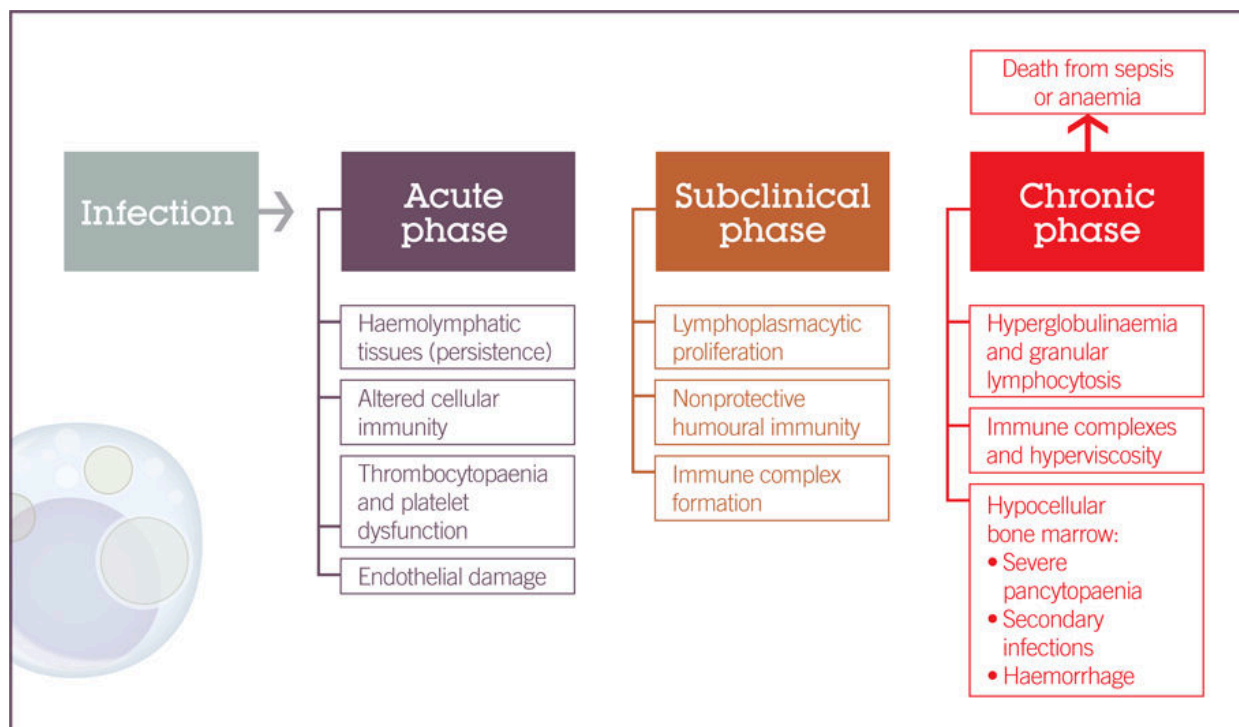 Infection
Acute
phase
Haemolymphatic
tissues (persistence)
Altered cellular
immunity
Thrombocytopaenia
and platelet
dysfunction
Endothelial damage
Subclinical
phase
Lymphoplasmacytic
proliferation
Nonprotective
humoural immunity
Immune complex
formation
Death from sepsis
or anaemia
Chronic
phase
Hyperglobulinaemia
and granular
lymphocytosis
Immune complexes
and hyperviscosity
Hypocellular
bone marrow:
• Severe
pancytopaenia
• Secondary
infections
• Haemorrhage